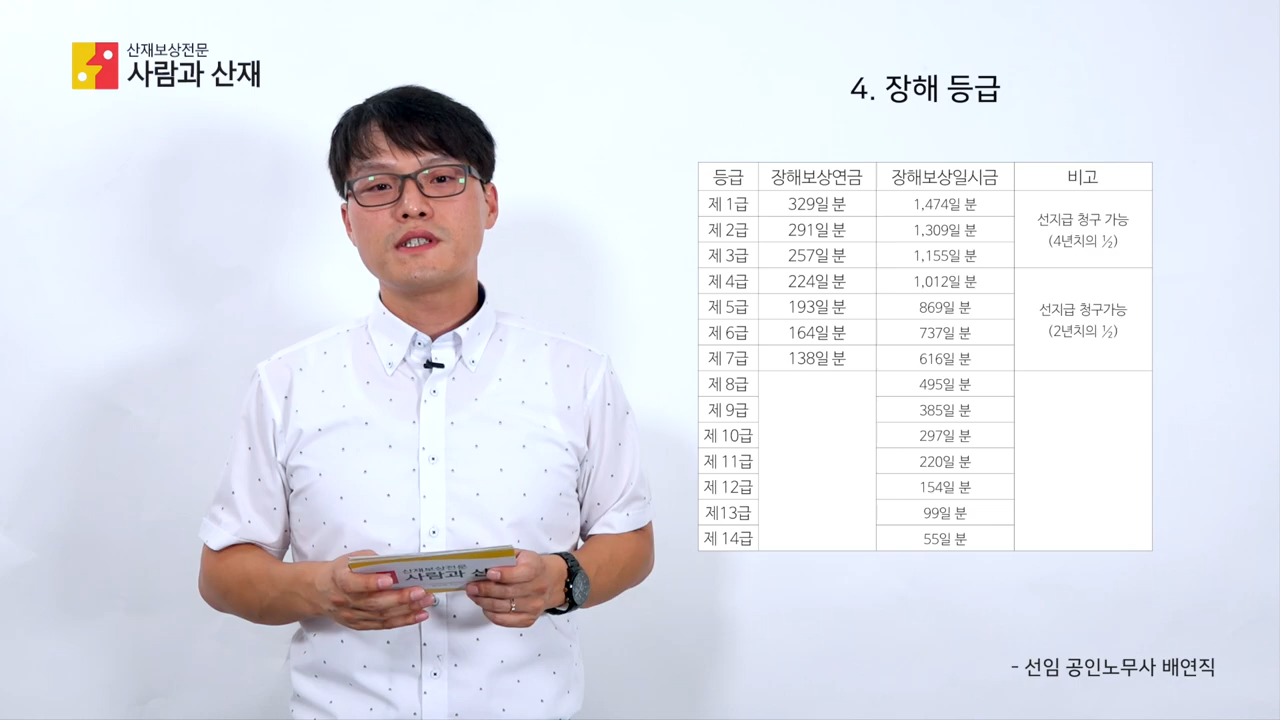 산재보상전문
사람과 산재
4. 장해 등급
등급 장해보상연금 장해보상일시금 비고
제 1급 329일 분 1,474일 분
제 2급 291일 분 1,309일 분
제 3급 257일 분 1,155일 분
선지급 청구 가능
(4년치의 ½)
제 4급 224일 분 1,012일 분
제 5급 193일 분 869일 분
제 6급 164일 분 737일 분
제 7급 138일 분 616일 분
선지급 청구가능
(2년치의 ½)
제 8급 495일 분
제 9급 385일 분
제 10급 297일 분
제 11급 220일 분
제 12급 154일 분
제13급 99일 분
제 14급 55일 분
산재보상전문
사람과
- 선임 공인노무사 배연직